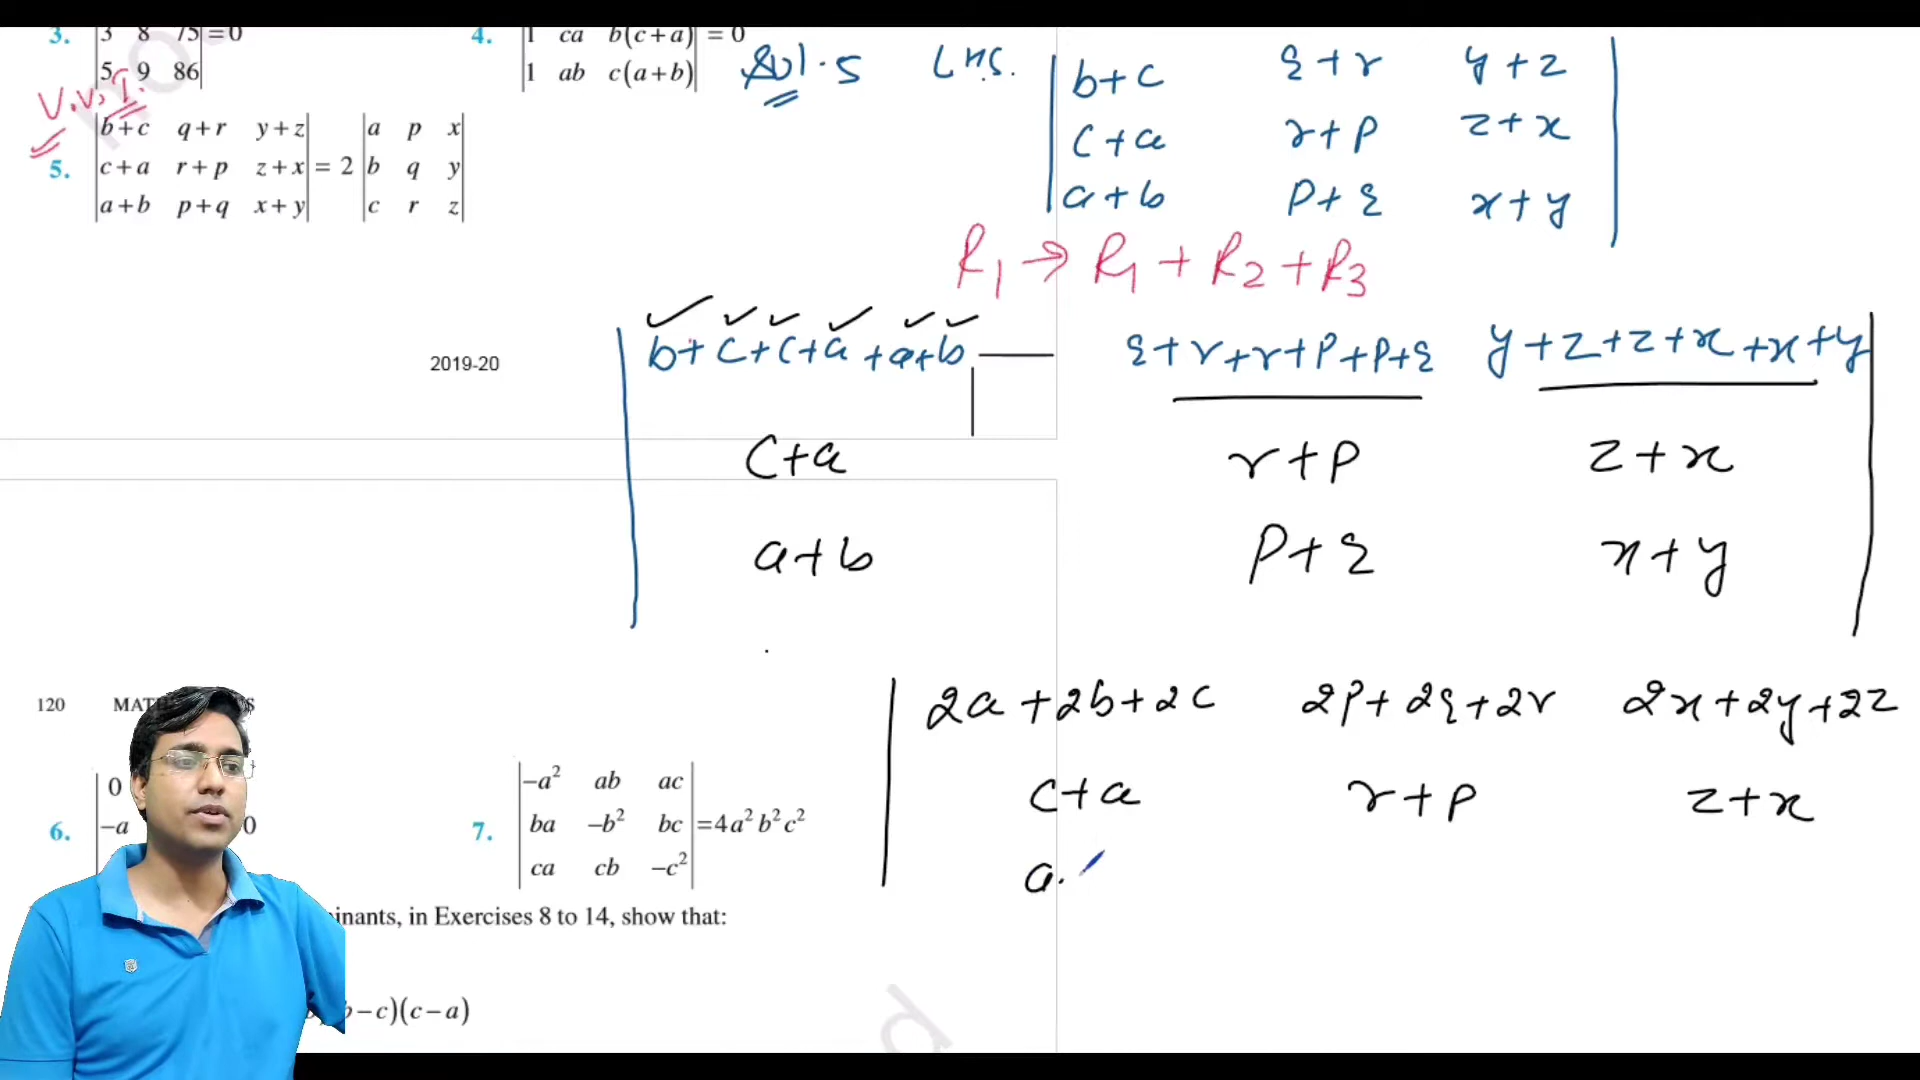 3. |3 8 75| = 0
5 9 86
4. |1 ca b(c+a)| = 0
|1 ab c(a+b)|
V.V.I.
5. |b+c q+r y+z| |a p x|
|c+a r+p z+x| = 2 |b q y|
|a+b p+q x+y| |c r z|
Sol.5 LHS. |b+c q+r y+z|
|c+a r+p z+x|
|a+b p+q x+y|
R1 → R1 + R2 + R3
2019-20
|b+c+c+a+a+b q+r+r+p+p+q y+z+z+x+x+y|
c+a r+p z+x
a+b p+q x+y
|2a+2b+2c 2p+2q+2r 2x+2y+2z
c+a r+p z+x
a.
120
6. |0
−a
0
7. |−a² ab ac|
|ba −b² bc| = 4a²b²c²
|ca cb −c²|
inants, in Exercises 8 to 14, show that:
−c)(c−a)
d